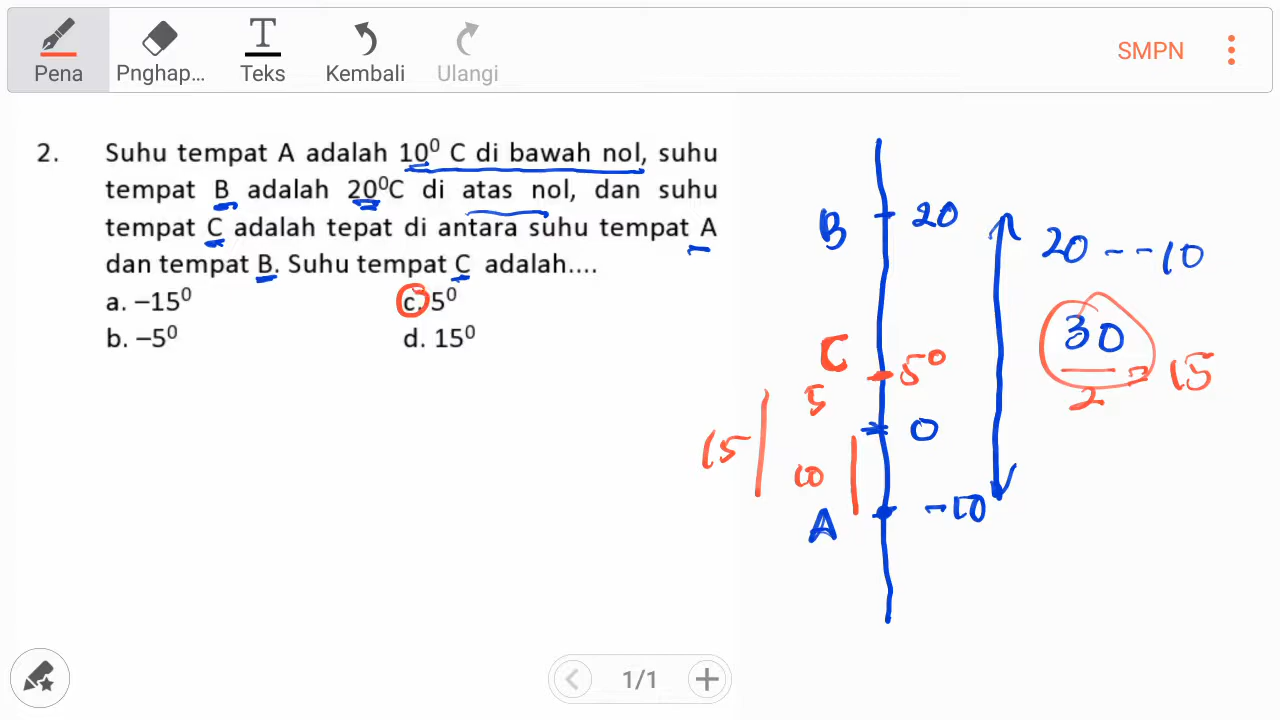 Pena Pnghap... Teks Kembali Ulangi SMPN
2. Suhu tempat A adalah 10⁰ C di bawah nol, suhu
tempat B adalah 20⁰C di atas nol, dan suhu
tempat C adalah tepat di antara suhu tempat A
dan tempat B. Suhu tempat C adalah....
a. –15⁰ c. 5⁰
b. –5⁰ d. 15⁰
B 20
20 - -10
30
2
= 15
C 5⁰
5
0
15
10
A -10
1/1